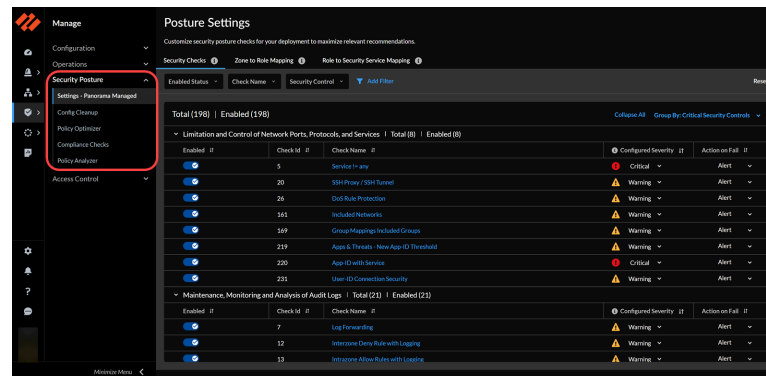 Manage
Configuration
Operations
Security Posture
Settings - Panorama Managed
Config Cleanup
Policy Optimizer
Compliance Checks
Policy Analyzer
Access Control
Minimize Menu
Posture Settings
Customize security posture checks for your deployment to maximize relevant recommendations.
Security Checks Zone to Role Mapping Role to Security Service Mapping
Enabled Status Check Name Security Control Add Filter Rese
Total (198) | Enabled (198) Collapse All Group By: Critical Security Controls
Limitation and Control of Network Ports, Protocols, and Services | Total (8) | Enabled (8)
Enabled Check Id Check Name Configured Severity Action on Fail
5 Service != any Critical Alert
20 SSH Proxy / SSH Tunnel Warning Alert
26 DoS Rule Protection Warning Alert
161 Included Networks Warning Alert
169 Group Mappings Included Groups Warning Alert
219 Apps & Threats - New App-ID Threshold Warning Alert
220 App-ID with Service Critical Alert
231 User-ID Connection Security Warning Alert
Maintenance, Monitoring and Analysis of Audit Logs | Total (21) | Enabled (21)
Enabled Check Id Check Name Configured Severity Action on Fail
7 Log Forwarding Warning Alert
12 Interzone Deny Rule with Logging Warning Alert
13 Intrazone Allow Rules with Logging Warning Alert